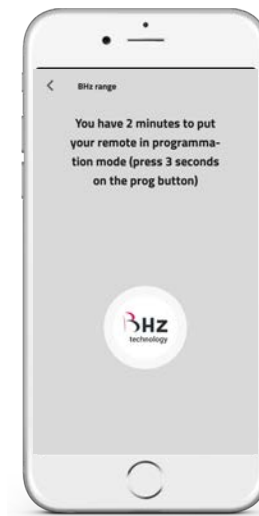 BHz range
You have 2 minutes to put
your remote in programma-
tion mode (press 3 seconds
on the prog button)
BHz
technology